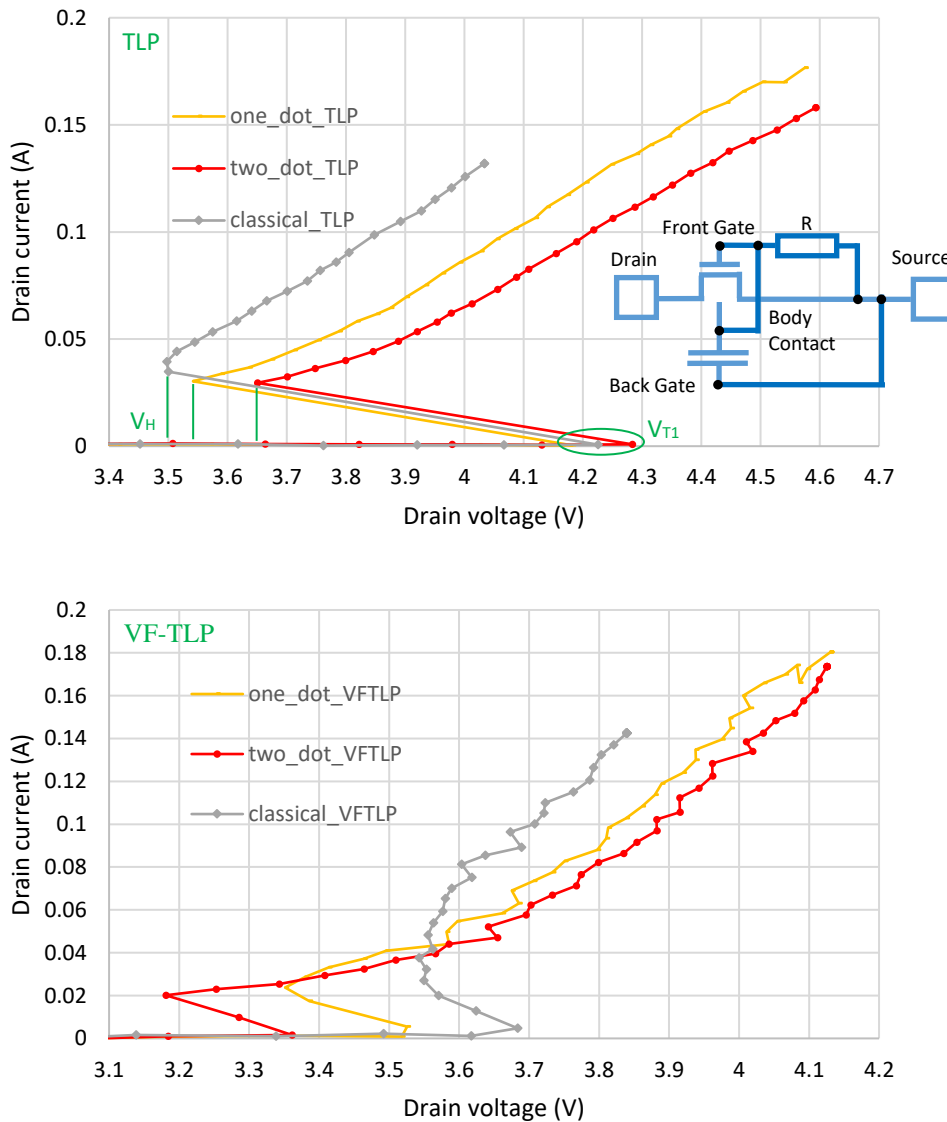 TLP
0.2
0.15
0.1
0.05
0
Drain current (A)
one_dot_TLP
two_dot_TLP
classical_TLP
Front Gate
R
Drain
Source
Body
Contact
Back Gate
VH
VT1
3.4 3.5 3.6 3.7 3.8 3.9 4 4.1 4.2 4.3 4.4 4.5 4.6 4.7
Drain voltage (V)
VF-TLP
0.2
0.18
0.16
0.14
0.12
0.1
0.08
0.06
0.04
0.02
0
Drain current (A)
one_dot_VFTLP
two_dot_VFTLP
classical_VFTLP
3.1 3.2 3.3 3.4 3.5 3.6 3.7 3.8 3.9 4 4.1 4.2
Drain voltage (V)